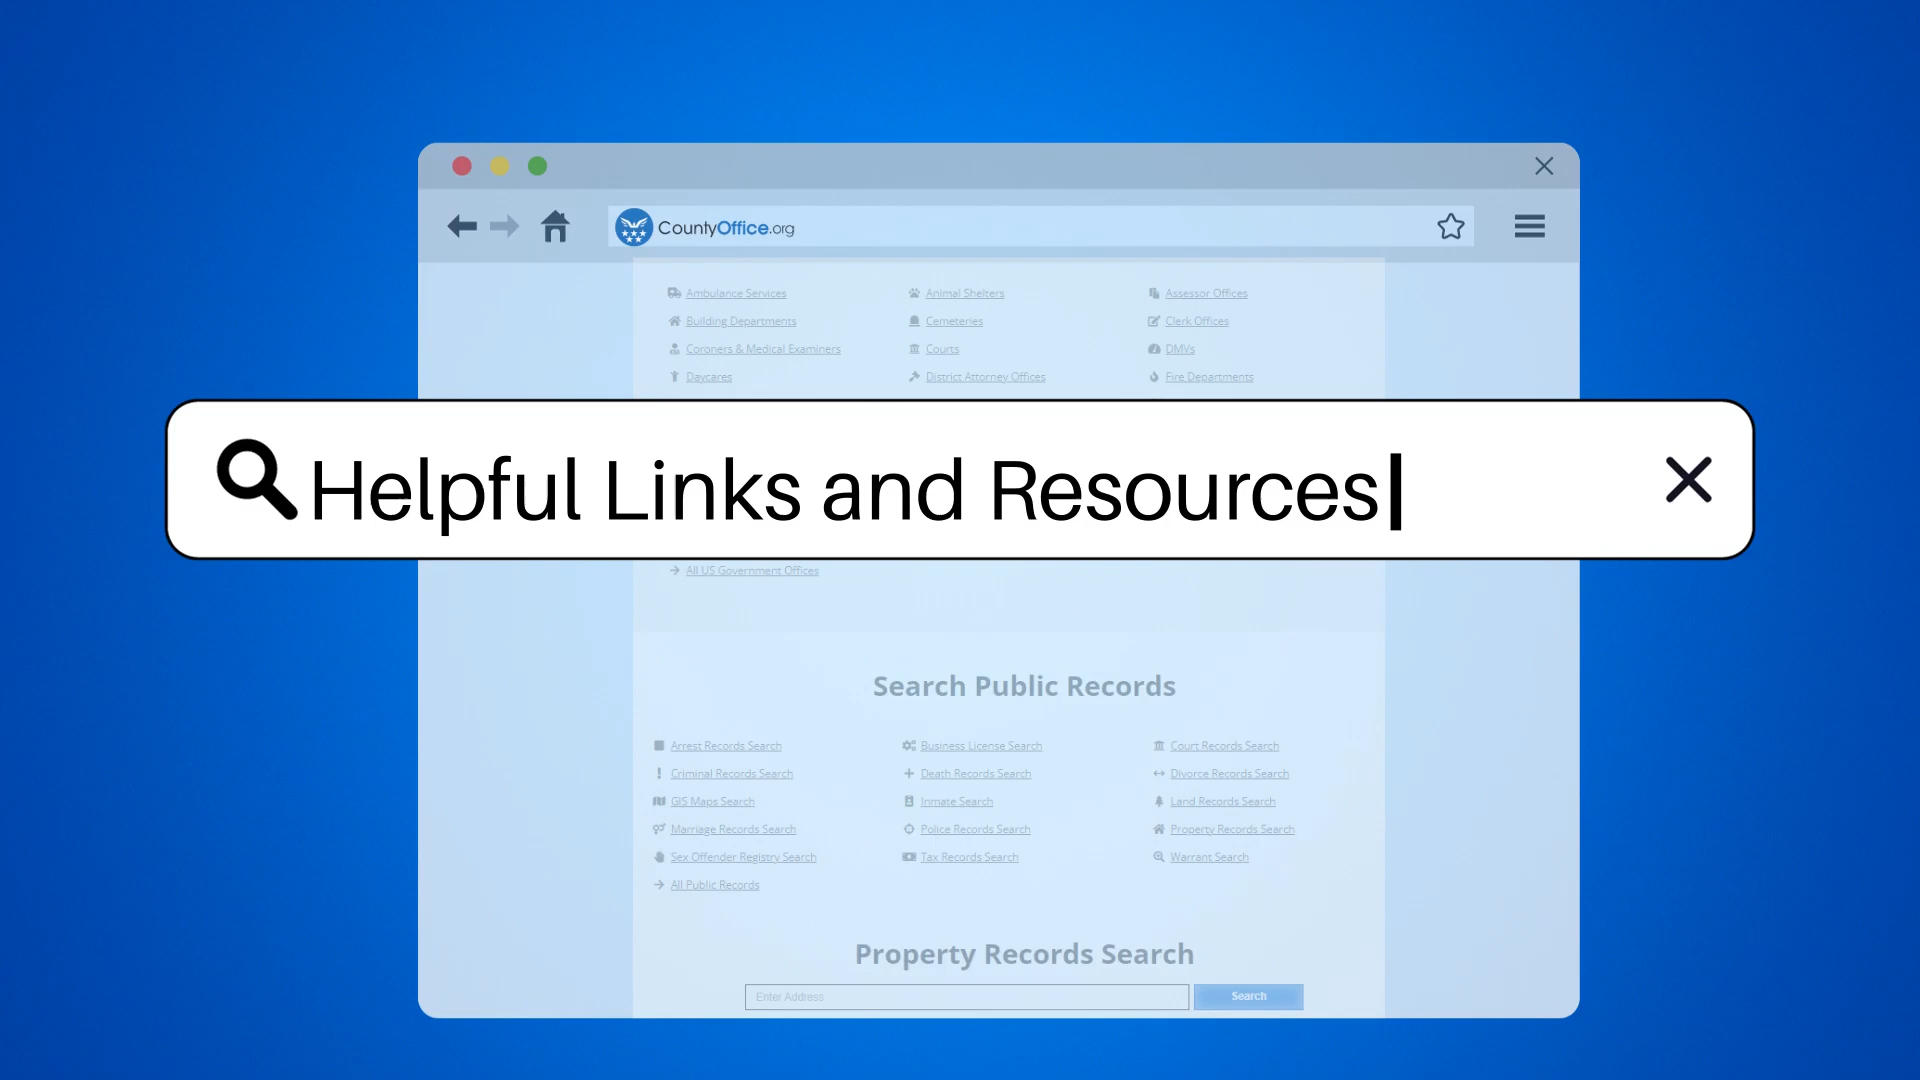 CountyOffice.org
Ambulance Services Animal Shelters Assessor Offices
Building Departments Cemeteries Clerk Offices
Coroners & Medical Examiners Courts DMVs
Daycares District Attorney Offices Fire Departments
Helpful Links and Resources
All US Government Offices
Search Public Records
Arrest Records Search Business License Search Court Records Search
Criminal Records Search Death Records Search Divorce Records Search
GIS Maps Search Inmate Search Land Records Search
Marriage Records Search Police Records Search Property Records Search
Sex Offender Registry Search Tax Records Search Warrant Search
All Public Records
Property Records Search
Enter Address Search